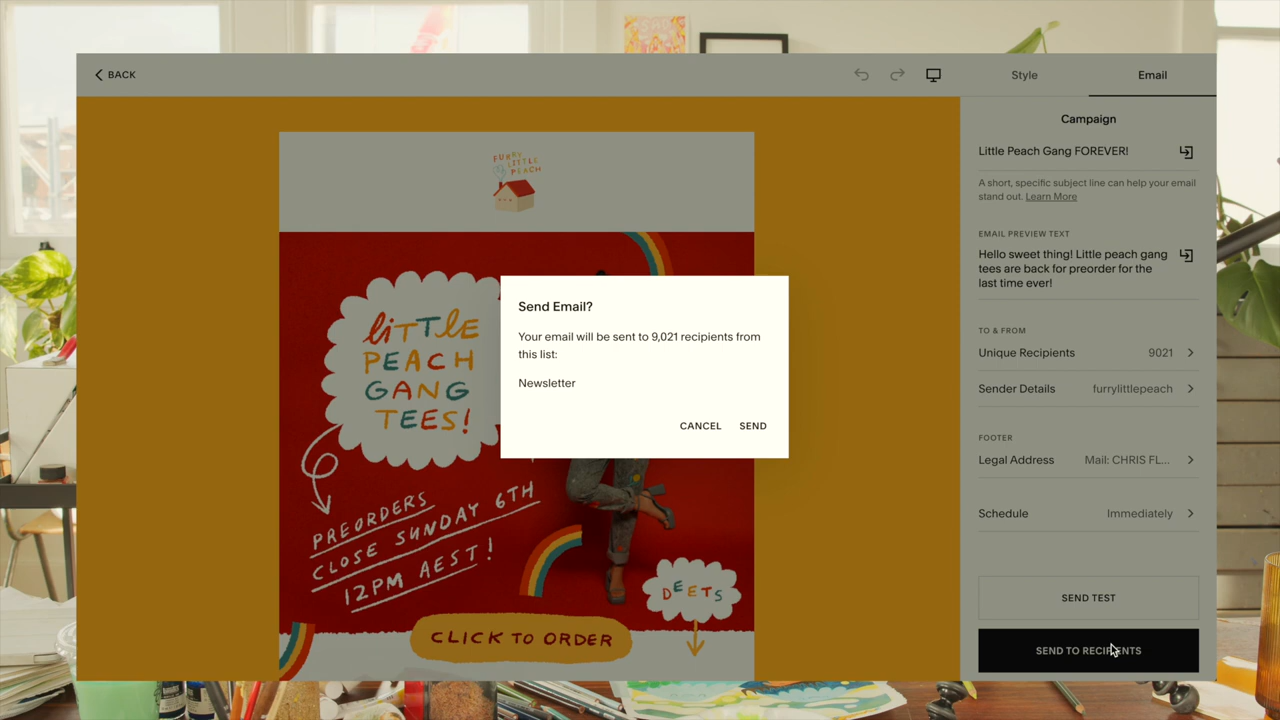 BACK
Style
Email
Campaign
Little Peach Gang FOREVER!
A short, specific subject line can help your email
stand out. Learn More
EMAIL PREVIEW TEXT
Hello sweet thing! Little peach gang
tees are back for preorder for the
last time ever!
TO & FROM
Unique Recipients 9021
Sender Details furrylittlepeach
FOOTER
Legal Address Mail: CHRIS FL...
Schedule Immediately
SEND TEST
SEND TO RECIPIENTS
FURRY
LITTLE
PEACH
LITTLE
PEACH
GANG
TEES!
PREORDERS
CLOSE SUNDAY 6TH
12PM AEST!
DEETS
CLICK TO ORDER
Send Email?
Your email will be sent to 9,021 recipients from
this list:
Newsletter
CANCEL SEND